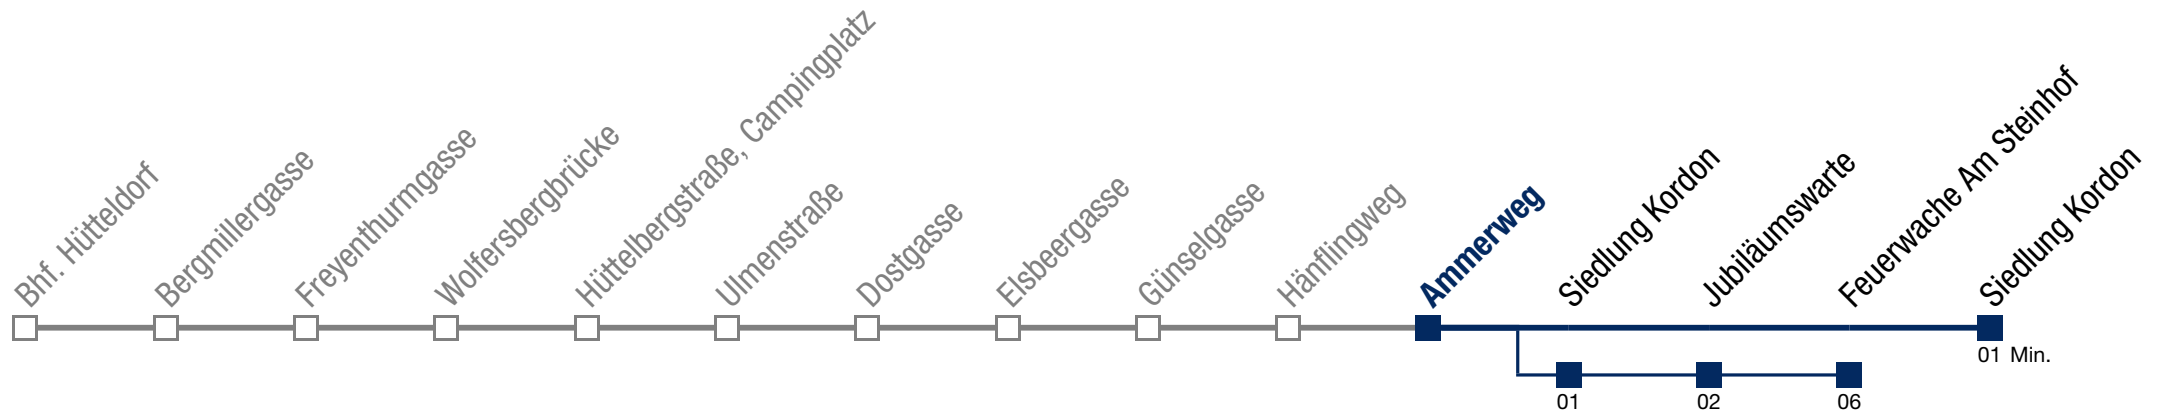 Bhf. Hütteldorf
Bergmillergasse
Freyenthurmgasse
Wolfersbergbrücke
Hüttelbergstraße, Campingplatz
Ulmenstraße
Dostgasse
Elsbeergasse
Günselgasse
Hänflingweg
Ammerweg
Siedlung Kordon
Jubiläumswarte
Feuerwache Am Steinhof
Siedlung Kordon
01 Min.
01
02
06